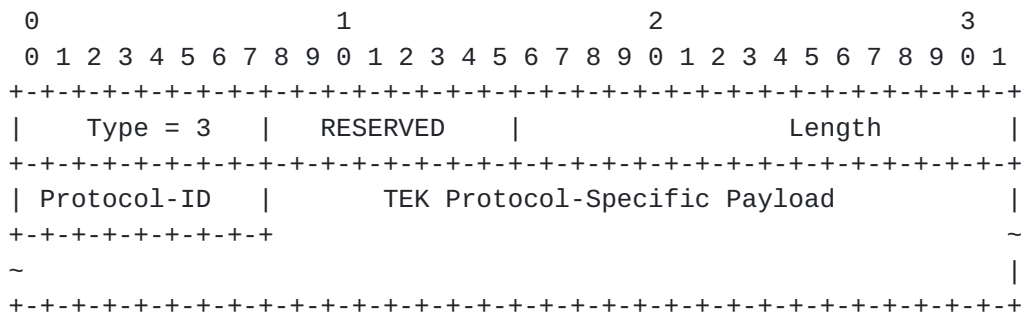 0                   1                   2                   3
 0 1 2 3 4 5 6 7 8 9 0 1 2 3 4 5 6 7 8 9 0 1 2 3 4 5 6 7 8 9 0 1
+-+-+-+-+-+-+-+-+-+-+-+-+-+-+-+-+-+-+-+-+-+-+-+-+-+-+-+-+-+-+-+-+
|    Type = 3   |   RESERVED    |                 Length        |
+-+-+-+-+-+-+-+-+-+-+-+-+-+-+-+-+-+-+-+-+-+-+-+-+-+-+-+-+-+-+-+-+
| Protocol-ID   |       TEK Protocol-Specific Payload           |
+-+-+-+-+-+-+-+-+                                               ~
~                                                               |
+-+-+-+-+-+-+-+-+-+-+-+-+-+-+-+-+-+-+-+-+-+-+-+-+-+-+-+-+-+-+-+-+